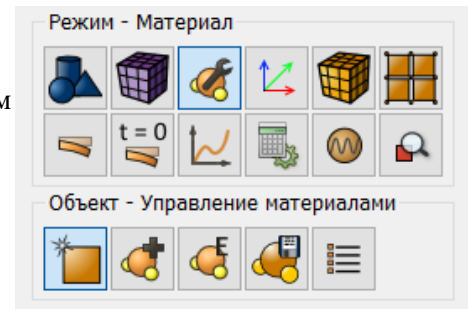 Режим - Материал
м
t = 0
Объект - Управление материалами
E